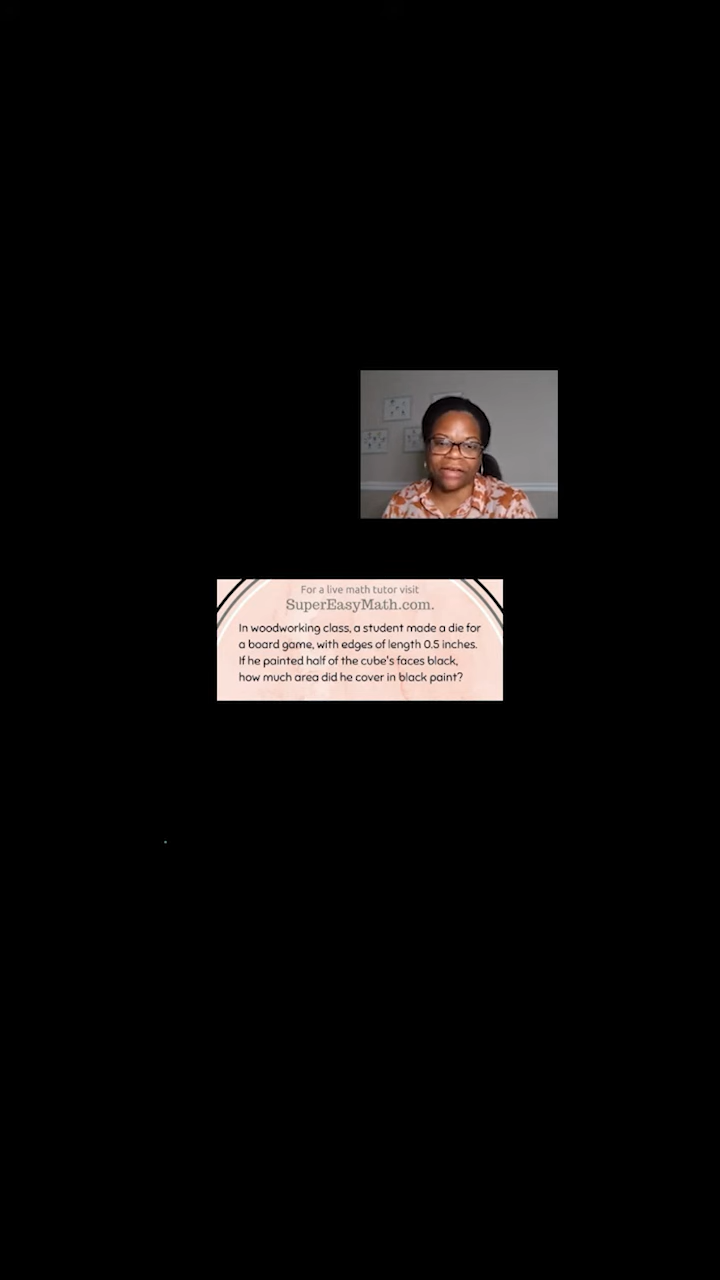 For a live math tutor visit
SuperEasyMath.com.
In woodworking class, a student made a die for
a board game, with edges of length 0.5 inches.
If he painted half of the cube's faces black,
how much area did he cover in black paint?